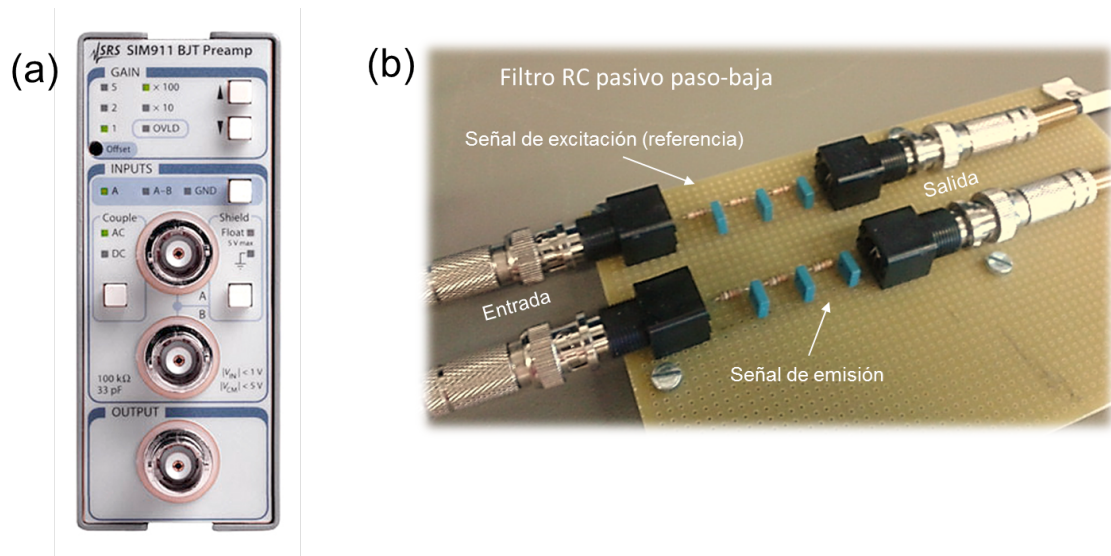 (a)
SRS SIM911 BJT Preamp
GAIN
5 × 100
2 × 10
1 OVLD
Offset
INPUTS
A A–B GND
Couple Shield
AC Float
5 V max
DC
A
B
100 kΩ |V_IN| < 1 V
33 pF |V_CM| < 5 V
OUTPUT
(b)
Filtro RC pasivo paso-baja
Señal de excitación (referencia)
Salida
Entrada
Señal de emisión